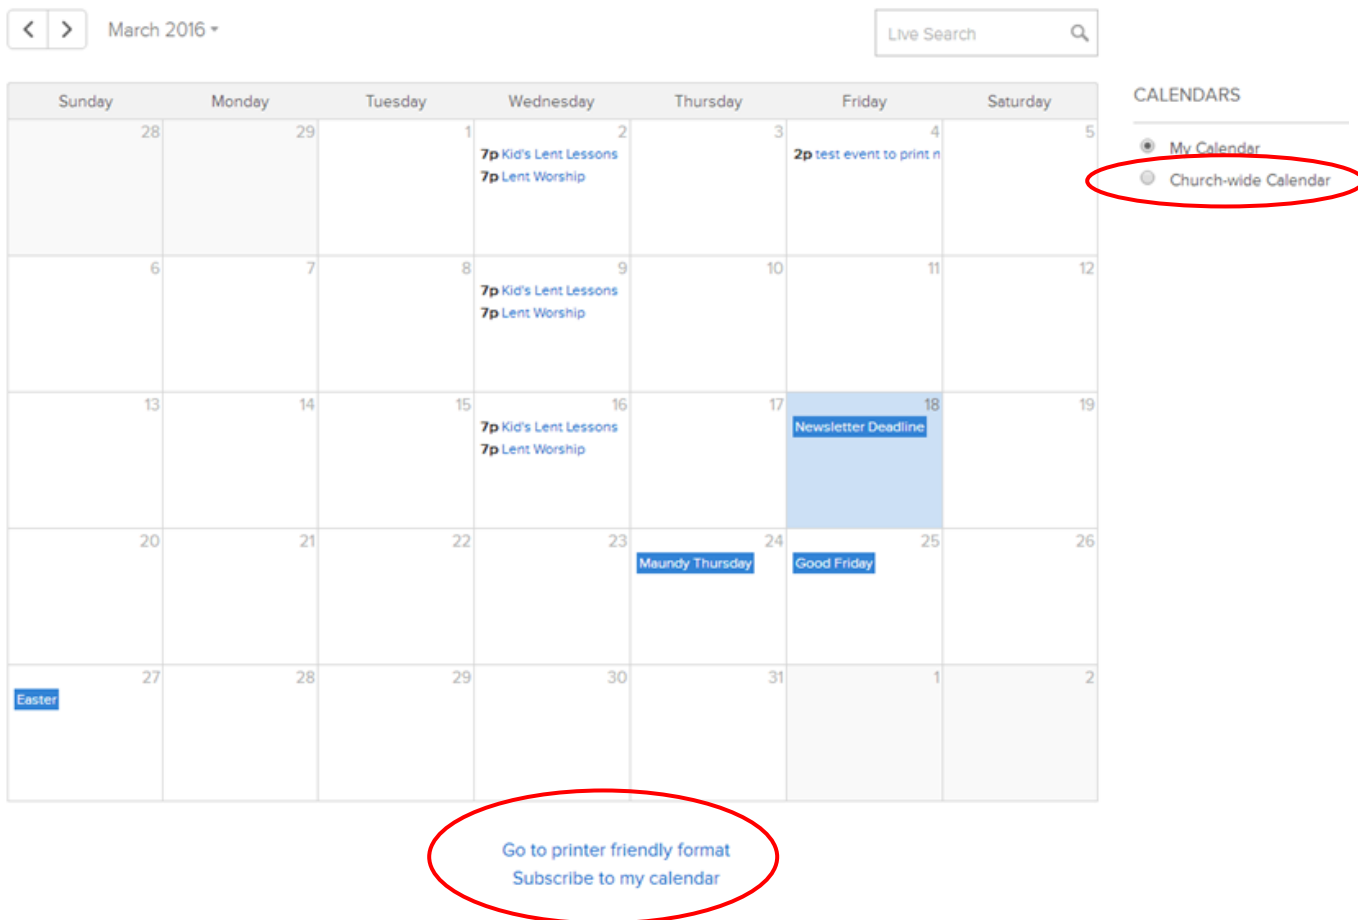 March 2016
Live Search
Sunday Monday Tuesday Wednesday Thursday Friday Saturday
28 29 1 2 3 4 5
7p Kid's Lent Lessons 2p test event to print n
7p Lent Worship
6 7 8 9 10 11 12
7p Kid's Lent Lessons
7p Lent Worship
13 14 15 16 17 18 19
7p Kid's Lent Lessons Newsletter Deadline
7p Lent Worship
20 21 22 23 24 25 26
Maundy Thursday Good Friday
27 28 29 30 31 1 2
Easter
Go to printer friendly format
Subscribe to my calendar
CALENDARS
My Calendar
Church-wide Calendar